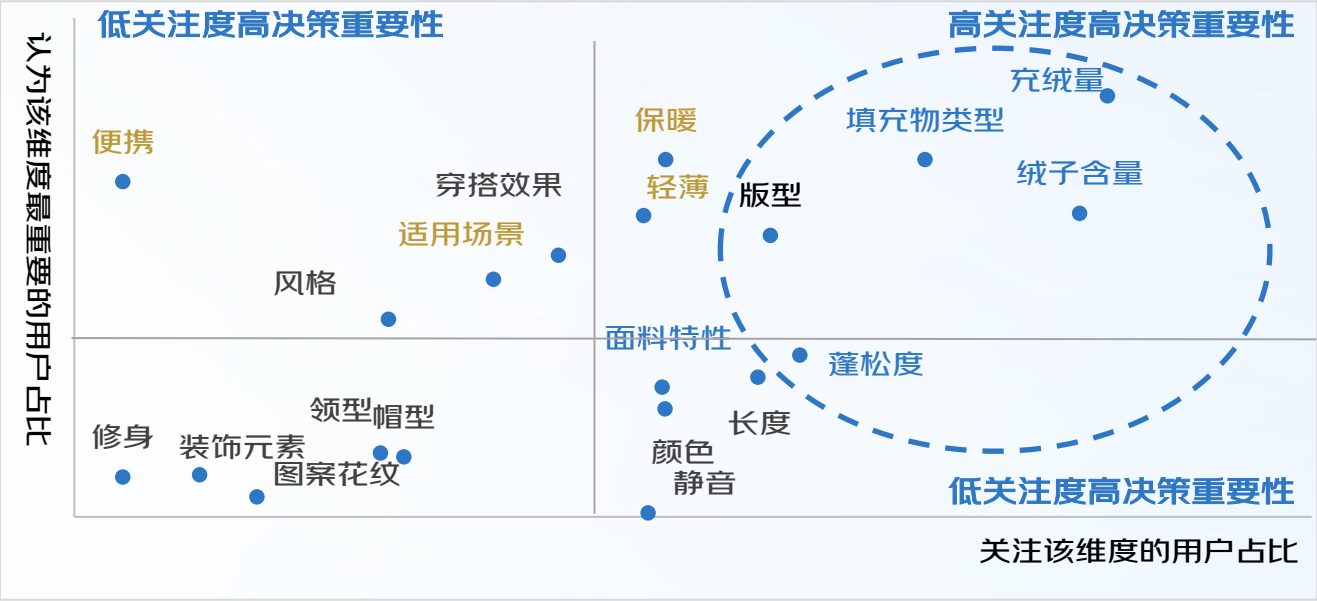 低关注度高决策重要性
高关注度高决策重要性
认为该维度最重要的用户占比
充绒量
保暖
填充物类型
便携
绒子含量
穿搭效果
轻薄
版型
适用场景
风格
面料特性
蓬松度
领型
帽型
长度
修身
装饰元素
颜色
图案花纹
静音
低关注度高决策重要性
关注该维度的用户占比